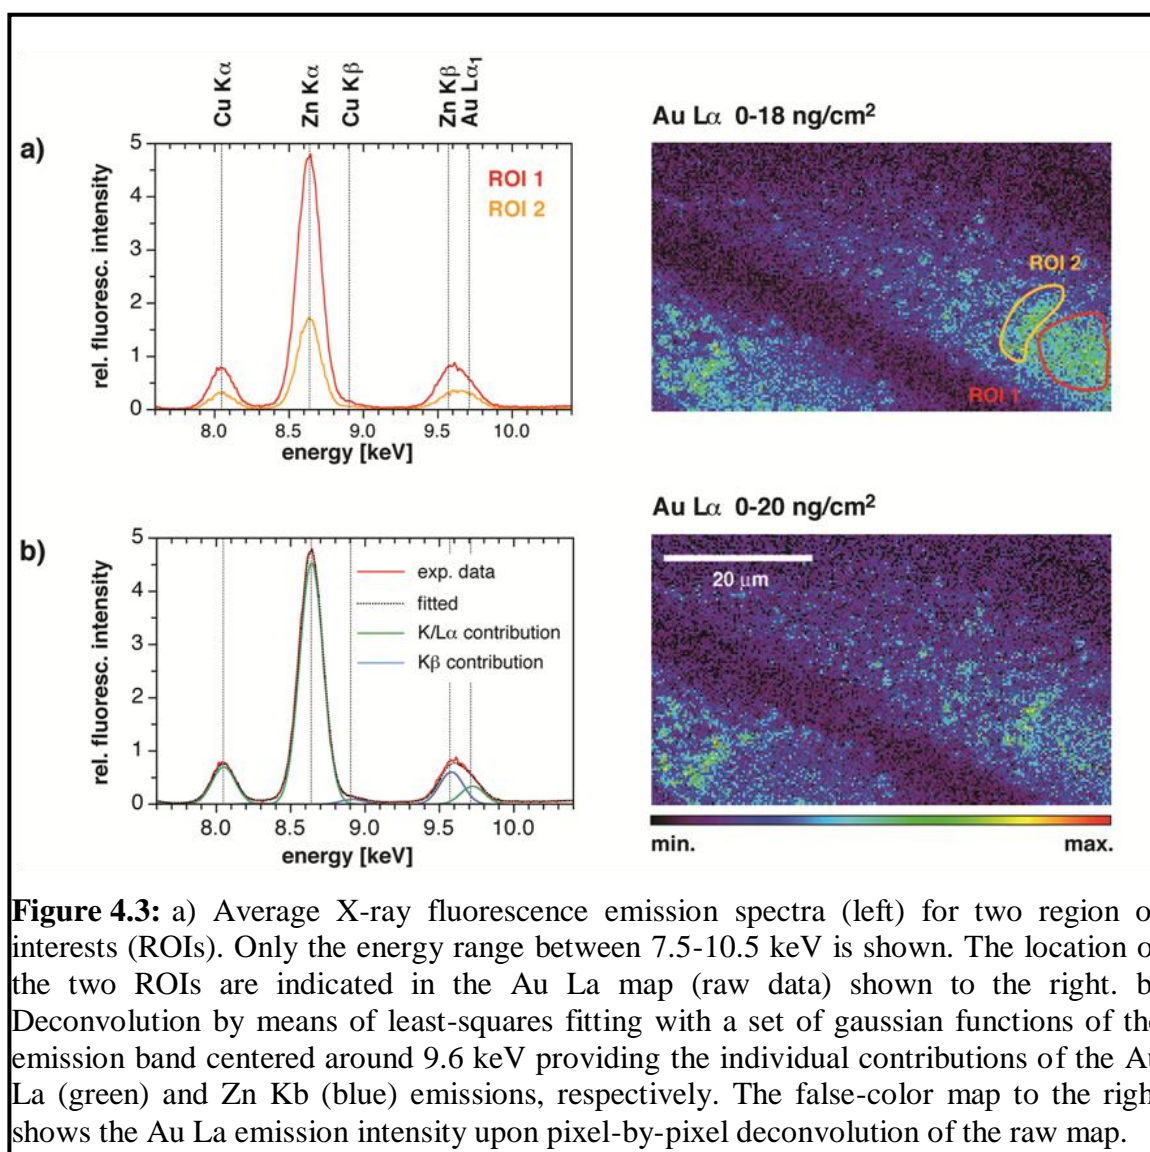 Cu Kα
Zn Kα
Cu Kβ
Zn Kβ
Au Lα1
a)
5
4
3
2
1
0
rel. fluoresc. intensity
ROI 1
ROI 2
8.0 8.5 9.0 9.5 10.0
energy [keV]
Au Lα 0-18 ng/cm²
ROI 2
ROI 1
b)
5
4
3
2
1
0
rel. fluoresc. intensity
exp. data
fitted
K/Lα contribution
Kβ contribution
8.0 8.5 9.0 9.5 10.0
energy [keV]
Au Lα 0-20 ng/cm²
20 μm
min. max.
Figure 4.3: a) Average X-ray fluorescence emission spectra (left) for two region o
interests (ROIs). Only the energy range between 7.5-10.5 keV is shown. The location o
the two ROIs are indicated in the Au La map (raw data) shown to the right. b
Deconvolution by means of least-squares fitting with a set of gaussian functions of the
emission band centered around 9.6 keV providing the individual contributions of the Au
La (green) and Zn Kb (blue) emissions, respectively. The false-color map to the righ
shows the Au La emission intensity upon pixel-by-pixel deconvolution of the raw map.